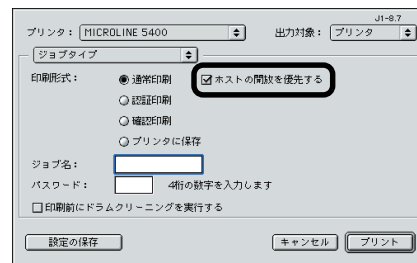 J1-8.7
プリンタ： MICROLINE 5400 出力対象： プリンタ
ジョブタイプ
印刷形式： 通常印刷 ホストの開放を優先する
認証印刷
確認印刷
プリンタに保存
ジョブ名：
パスワード： 4桁の数字を入力します
印刷前にドラムクリーニングを実行する
設定の保存 キャンセル プリント